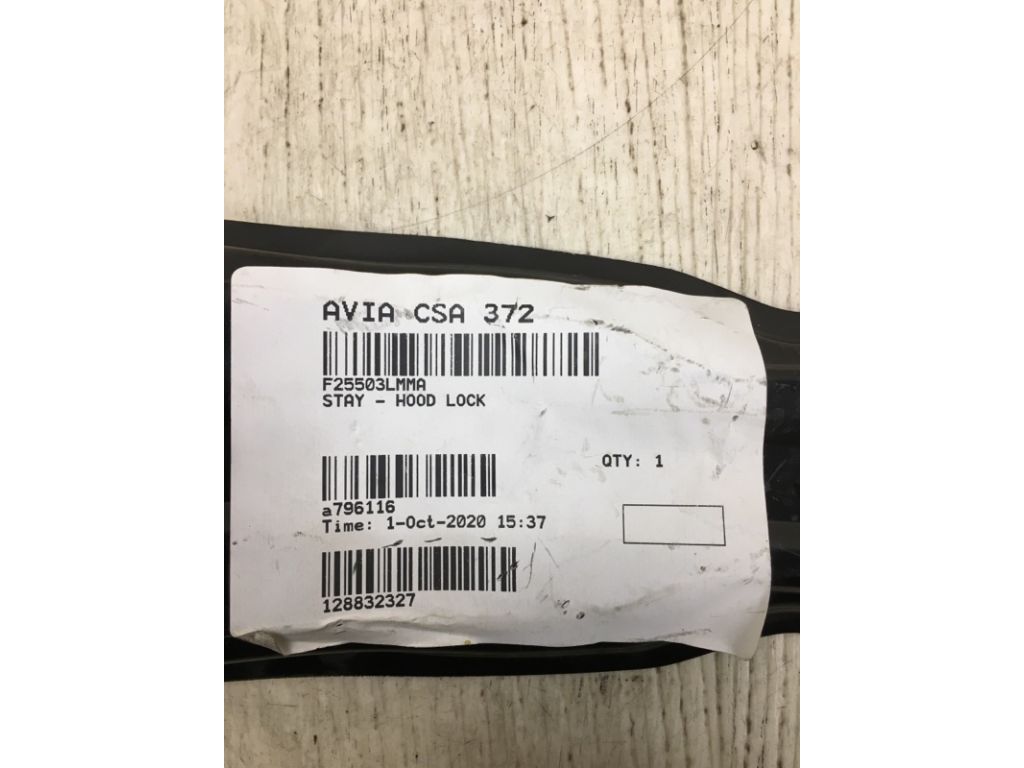 AVIA CSA 372
F25503LMMA
STAY - HOOD LOCK
QTY: 1
a796116
Time: 1-Oct-2020 15:37
128832327